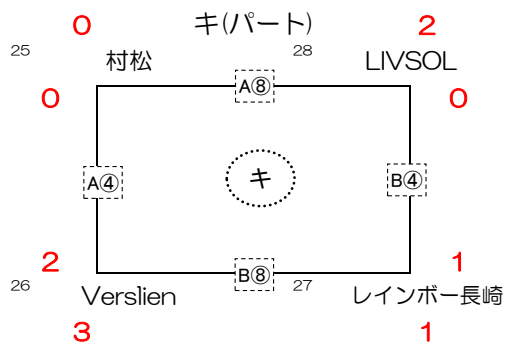 0 キ(パート) 2
25 村松 28 LIVSOL
0 A⑧ 0
A④ キ B④
2 B⑧ 1
26 Verslien 27 レインボー長崎
3 1